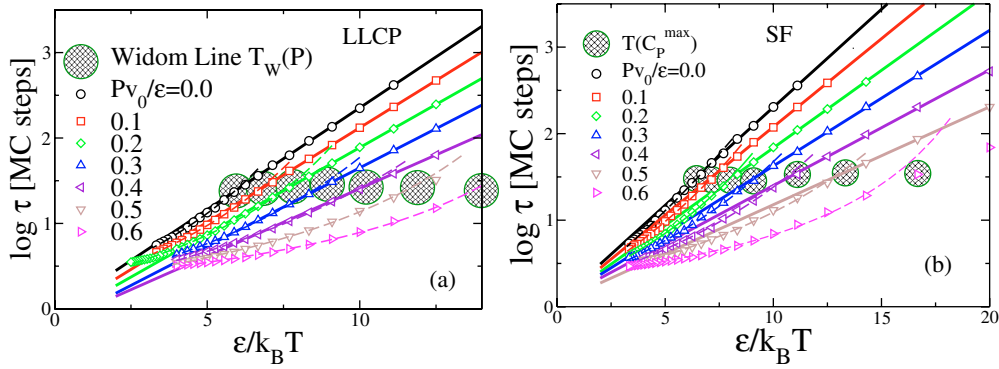 LLCP
Widom Line T_W(P)
Pv_0/ε=0.0
0.1
0.2
0.3
0.4
0.5
0.6
(a)
log τ [MC steps]
0
1
2
3
0
5
10
ε/k_BT
SF
T(C_P^max)
Pv_0/ε=0.0
0.1
0.2
0.3
0.4
0.5
0.6
(b)
log τ [MC steps]
0
1
2
3
0
5
10
15
20
ε/k_BT